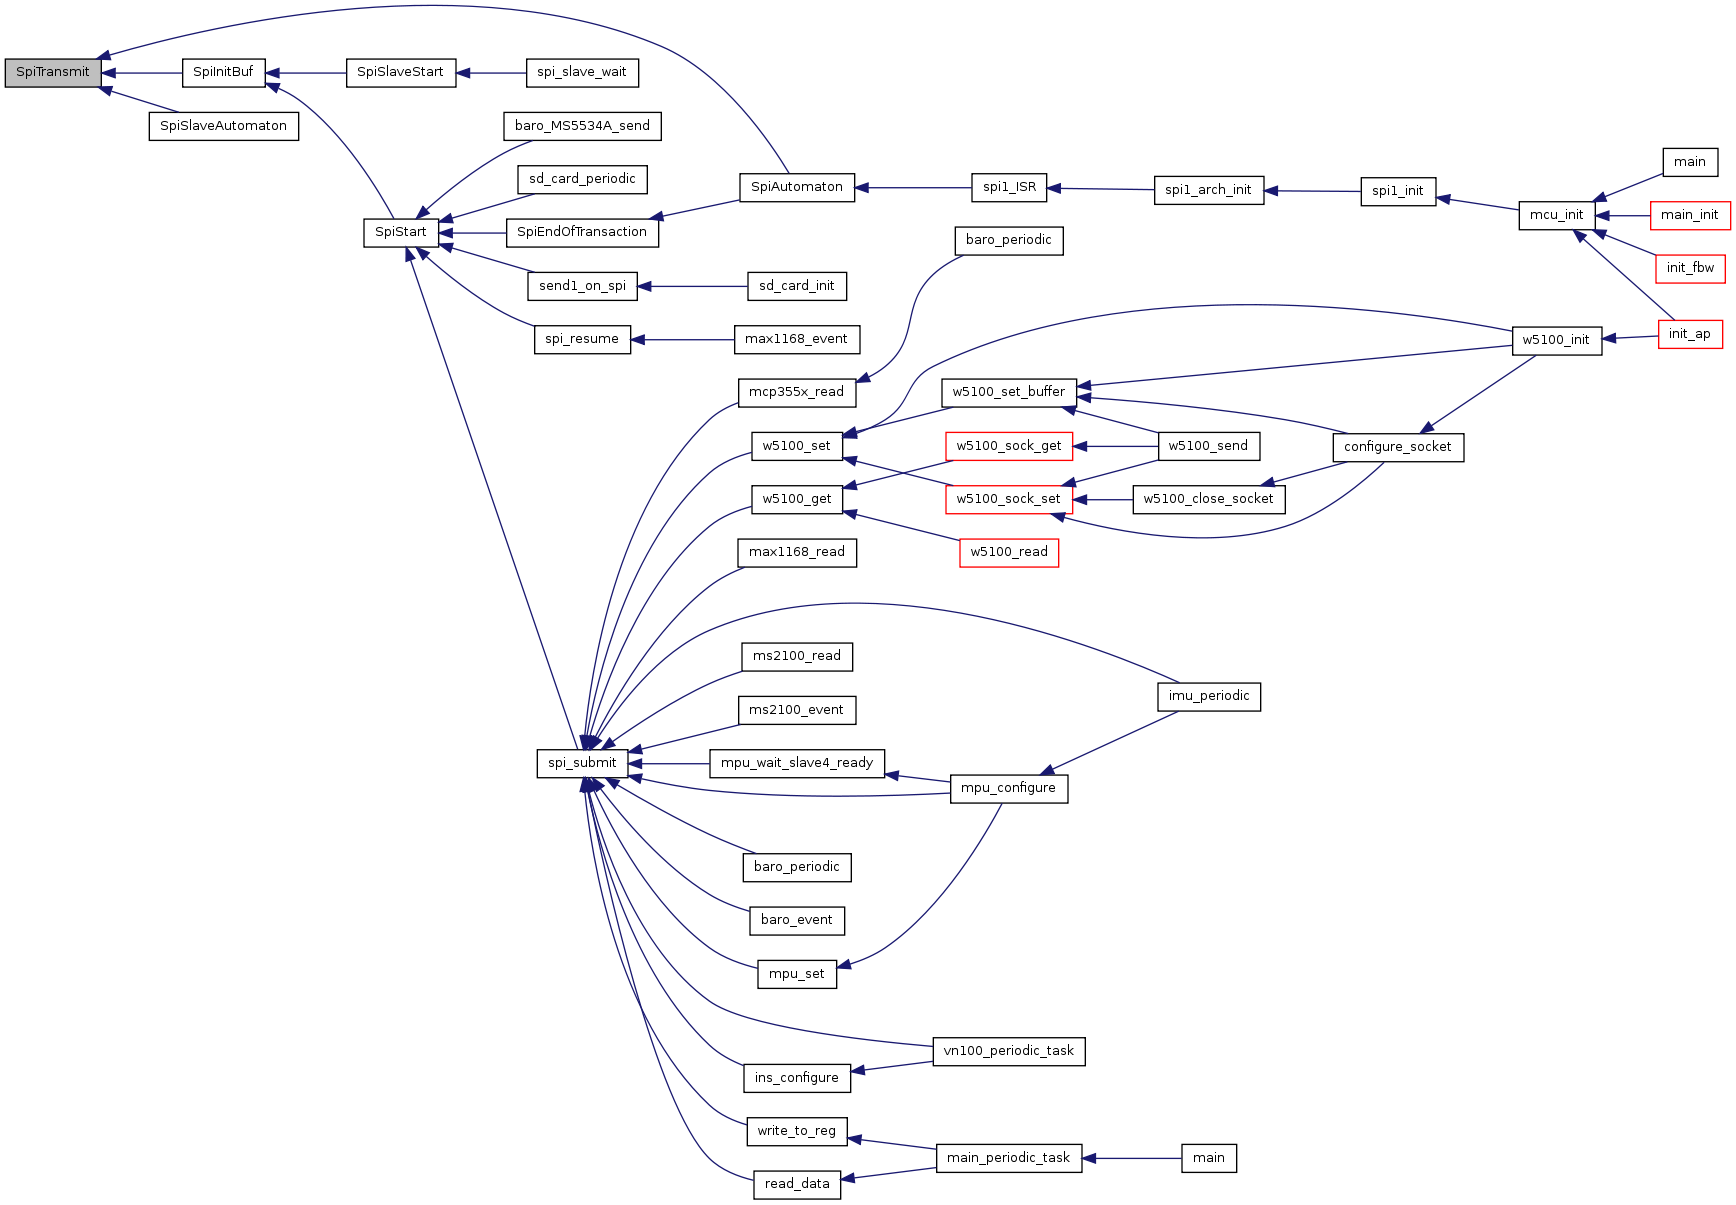 SpiTransmit
SpiInitBuf
SpiSlaveStart
spi_slave_wait
SpiSlaveAutomaton
baro_MS5534A_send
sd_card_periodic
SpiStart
SpiEndOfTransaction
SpiAutomaton
spi1_ISR
spi1_arch_init
spi1_init
mcu_init
main
main_init
init_fbw
init_ap
send1_on_spi
sd_card_init
spi_resume
max1168_event
baro_periodic
mcp355x_read
w5100_set
w5100_set_buffer
w5100_init
w5100_sock_get
w5100_send
configure_socket
w5100_get
w5100_sock_set
w5100_close_socket
w5100_read
max1168_read
ms2100_read
imu_periodic
ms2100_event
spi_submit
mpu_wait_slave4_ready
mpu_configure
baro_periodic
baro_event
mpu_set
vn100_periodic_task
ins_configure
write_to_reg
main_periodic_task
main
read_data